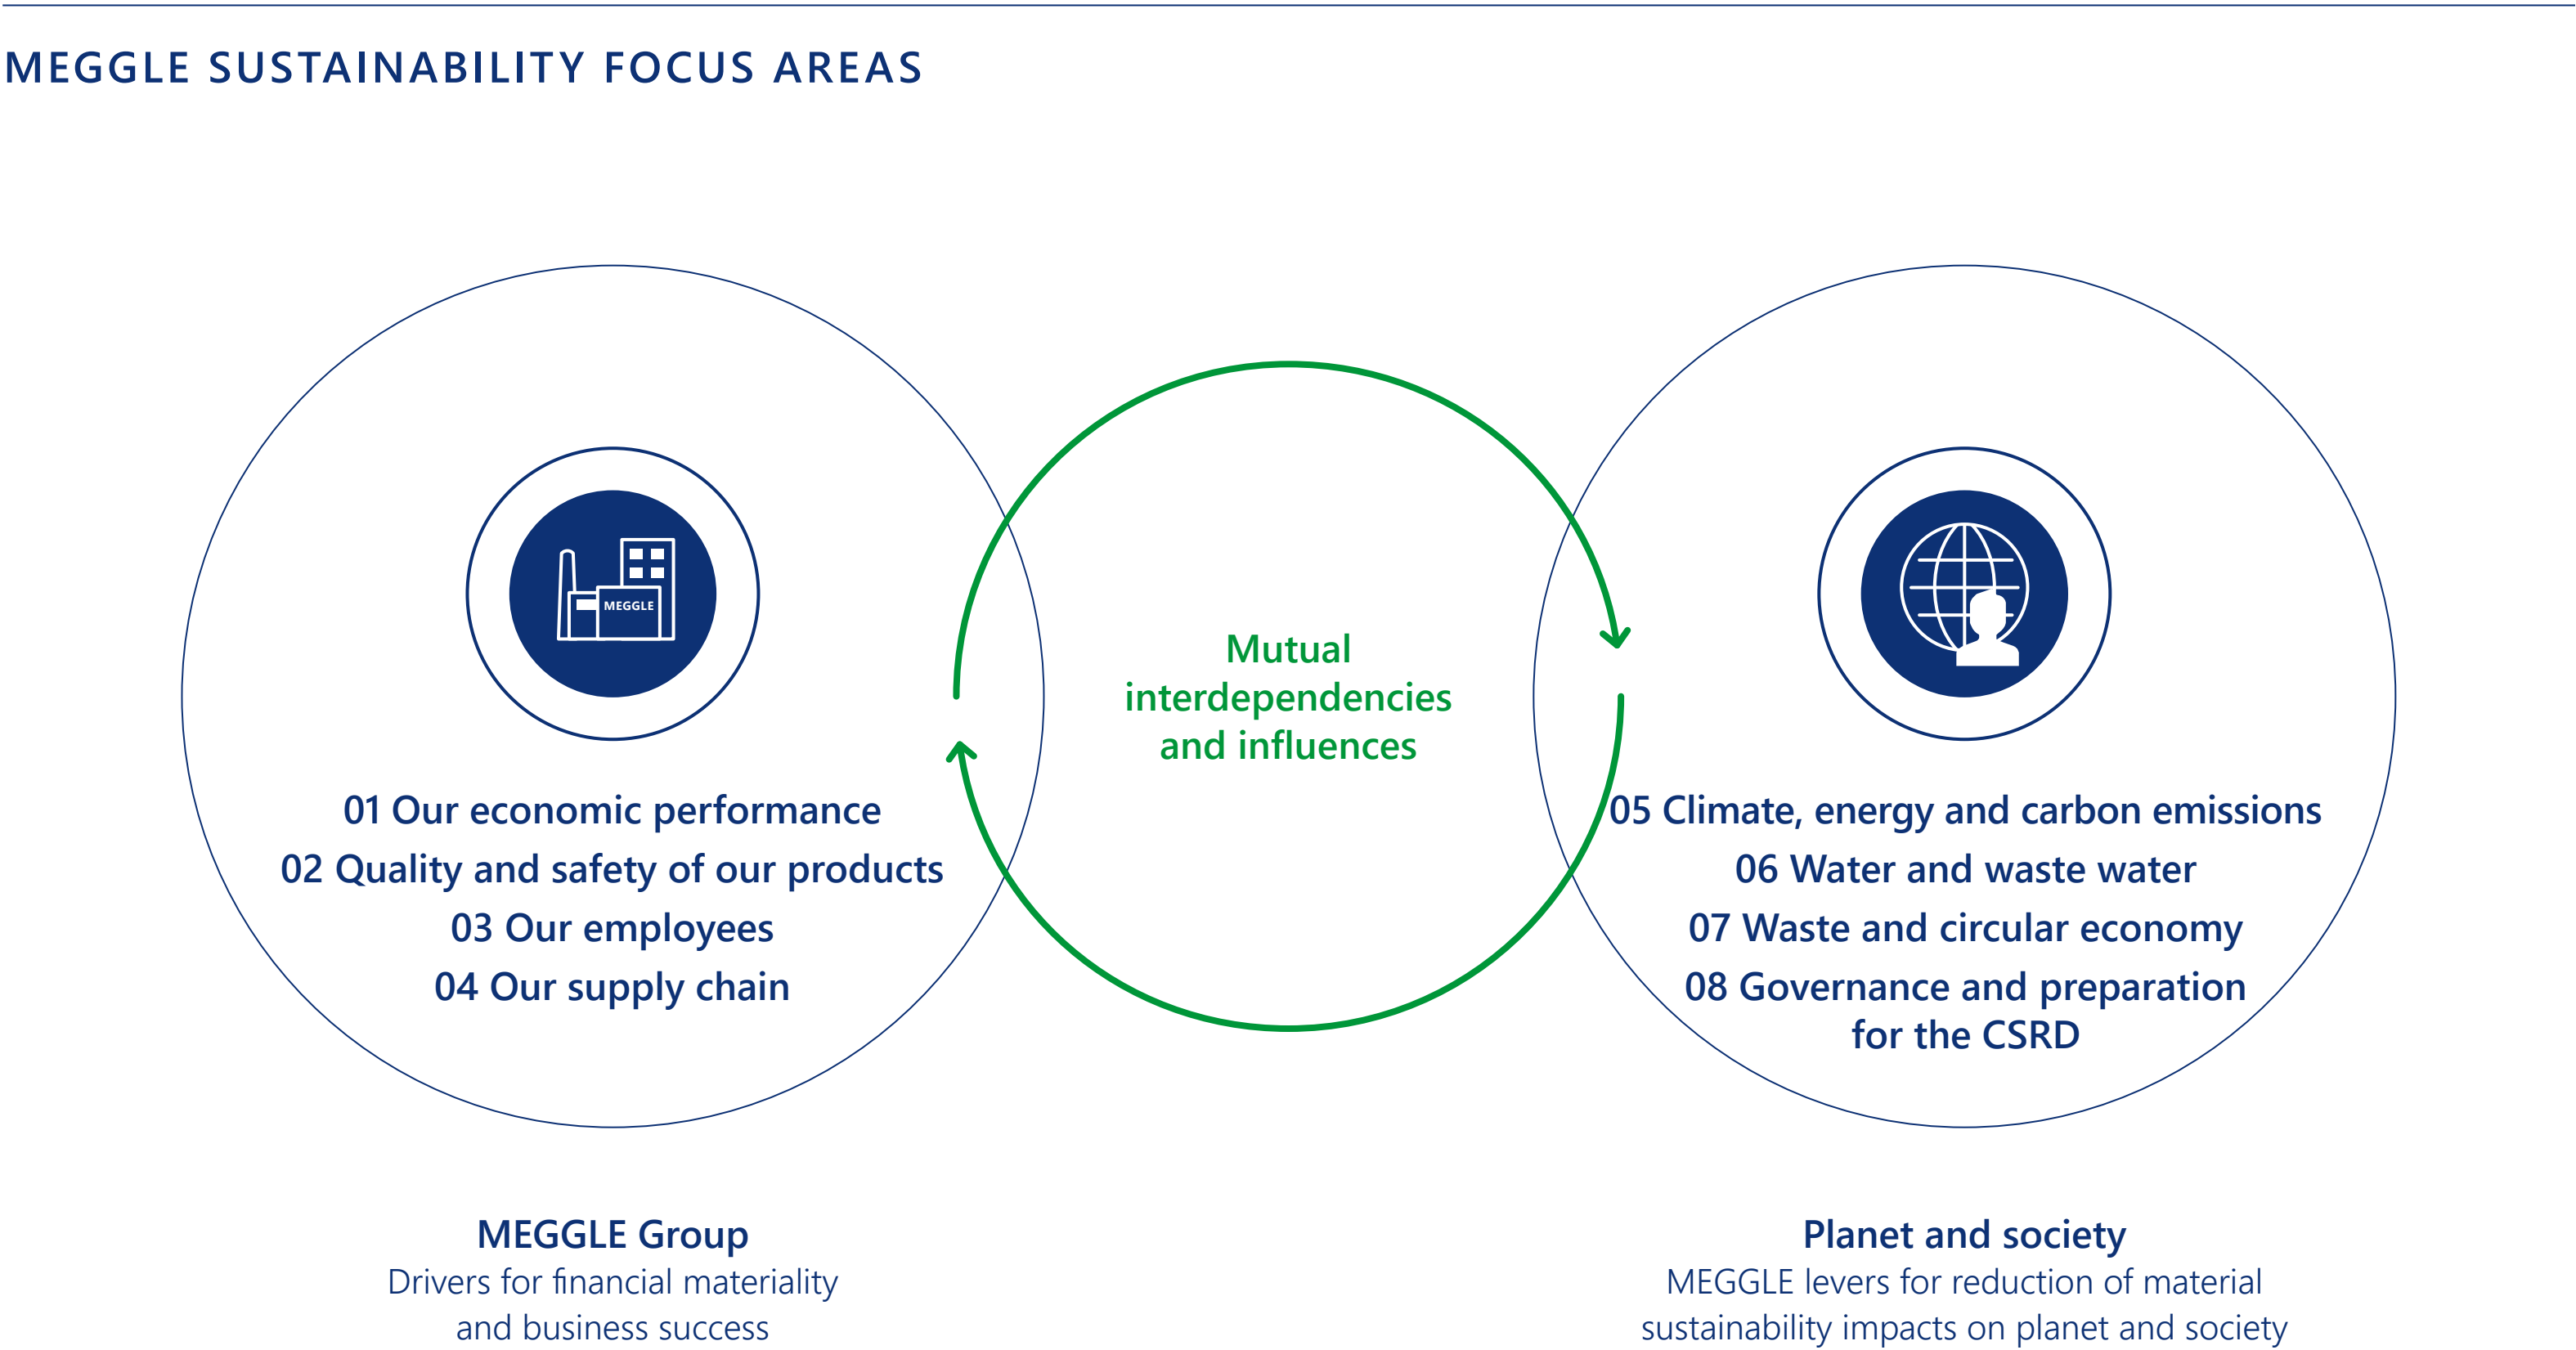 MEGGLE SUSTAINABILITY FOCUS AREAS
MEGGLE
01 Our economic performance
02 Quality and safety of our products
03 Our employees
04 Our supply chain
Mutual
interdependencies
and influences
05 Climate, energy and carbon emissions
06 Water and waste water
07 Waste and circular economy
08 Governance and preparation
for the CSRD
MEGGLE Group
Drivers for financial materiality
and business success
Planet and society
MEGGLE levers for reduction of material
sustainability impacts on planet and society